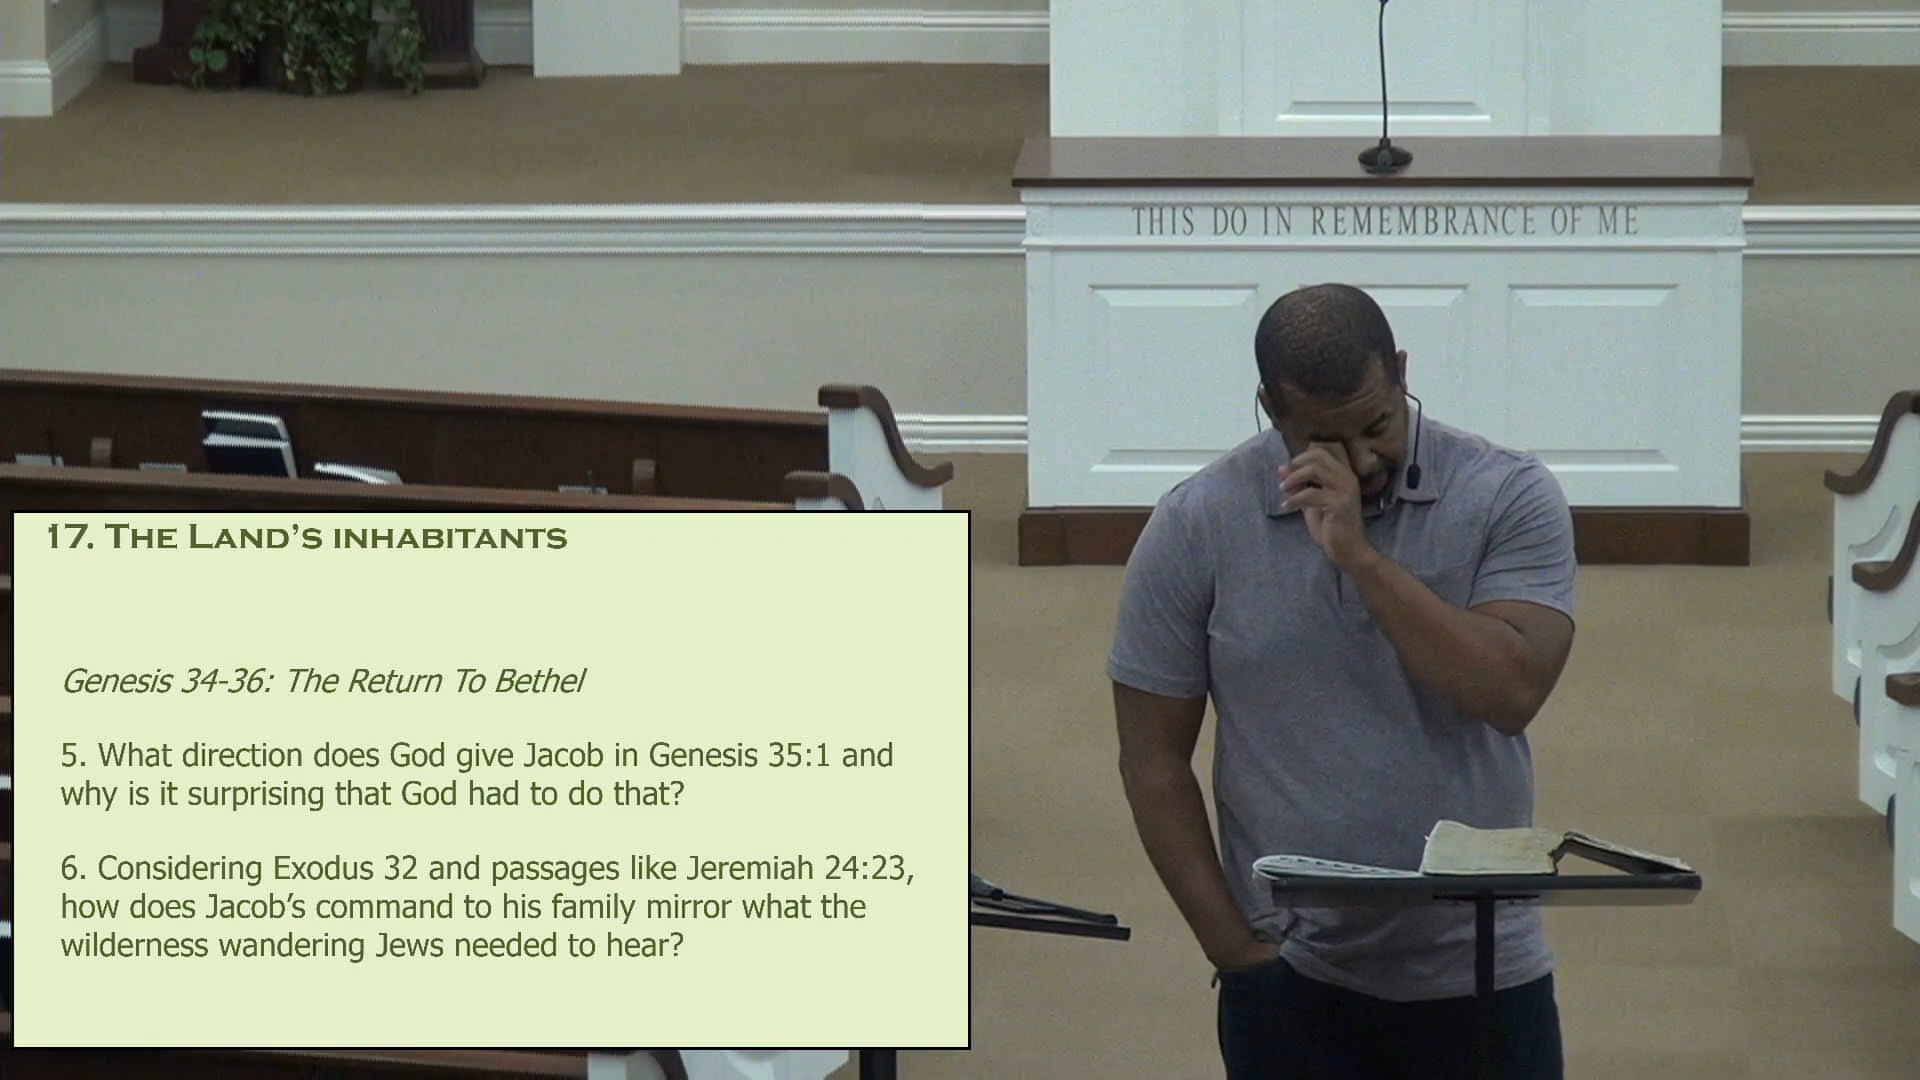 THIS DO IN REMEMBRANCE OF ME
17. THE LAND'S INHABITANTS
Genesis 34-36: The Return To Bethel
5. What direction does God give Jacob in Genesis 35:1 and
why is it surprising that God had to do that?
6. Considering Exodus 32 and passages like Jeremiah 24:23,
how does Jacob's command to his family mirror what the
wilderness wandering Jews needed to hear?